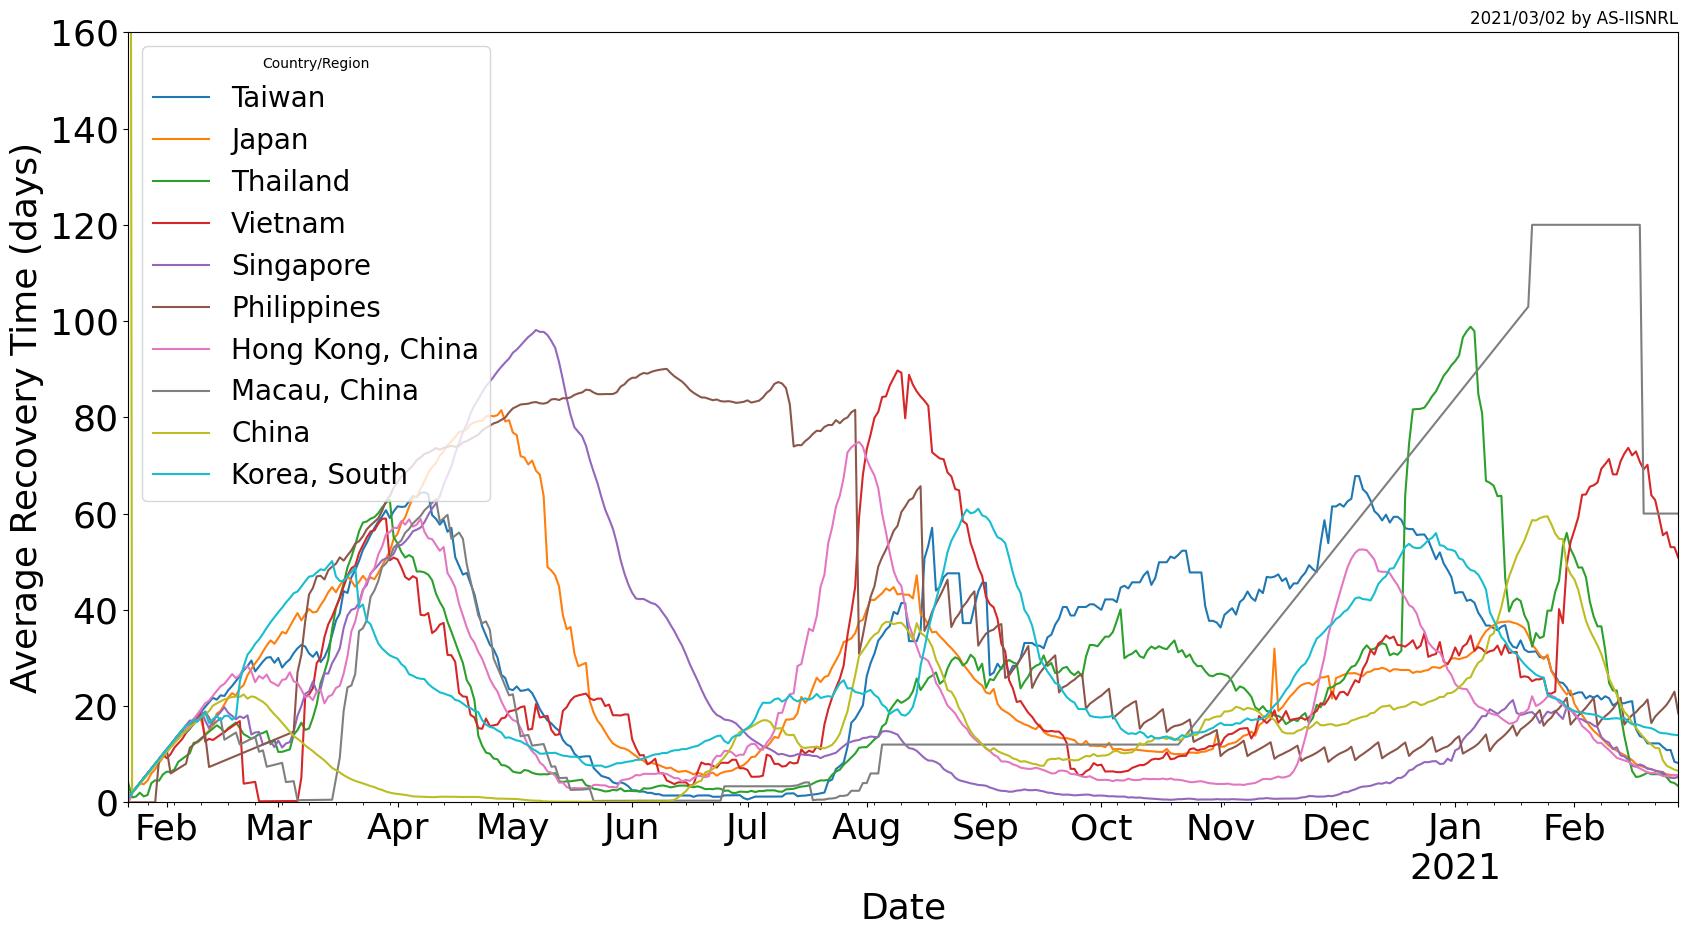 2021/03/02 by AS-IISNRL
160
140
120
100
80
60
40
20
0
Average Recovery Time (days)
Country/Region
Taiwan
Japan
Thailand
Vietnam
Singapore
Philippines
Hong Kong, China
Macau, China
China
Korea, South
Feb Mar Apr May Jun Jul Aug Sep Oct Nov Dec Jan Feb
2021
Date